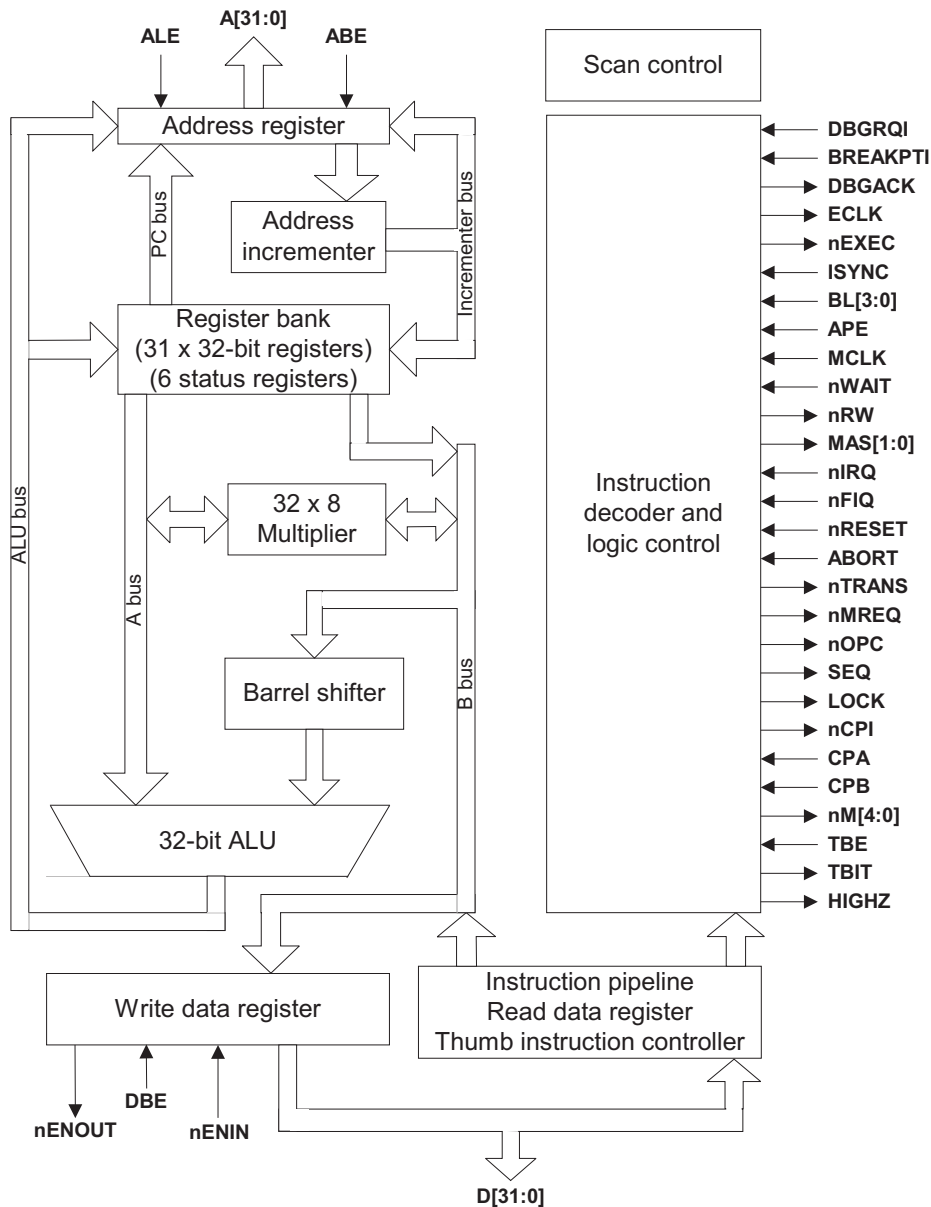 A[31:0]
ALE
ABE
Scan control
Address register
DBGRQI
BREAKPTI
DBGACK
ECLK
nEXEC
ISYNC
BL[3:0]
APE
MCLK
nWAIT
nRW
MAS[1:0]
nIRQ
nFIQ
nRESET
ABORT
nTRANS
nMREQ
nOPC
SEQ
LOCK
nCPI
CPA
CPB
nM[4:0]
TBE
TBIT
HIGHZ
PC bus
Address
incrementer
Incrementer bus
Register bank
(31 x 32-bit registers)
(6 status registers)
ALU bus
A bus
32 x 8
Multiplier
B bus
Barrel shifter
32-bit ALU
Instruction
decoder and
logic control
Write data register
Instruction pipeline
Read data register
Thumb instruction controller
nENOUT
DBE
nENIN
D[31:0]